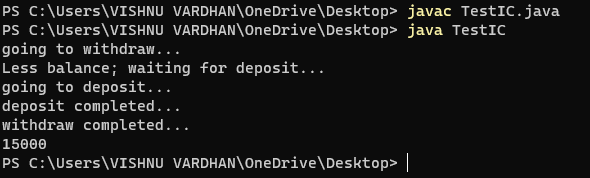 PS C:\Users\VISHNU VARDHAN\OneDrive\Desktop> javac TestIC.java
PS C:\Users\VISHNU VARDHAN\OneDrive\Desktop> java TestIC
going to withdraw...
Less balance; waiting for deposit...
going to deposit...
deposit completed...
withdraw completed...
15000
PS C:\Users\VISHNU VARDHAN\OneDrive\Desktop>